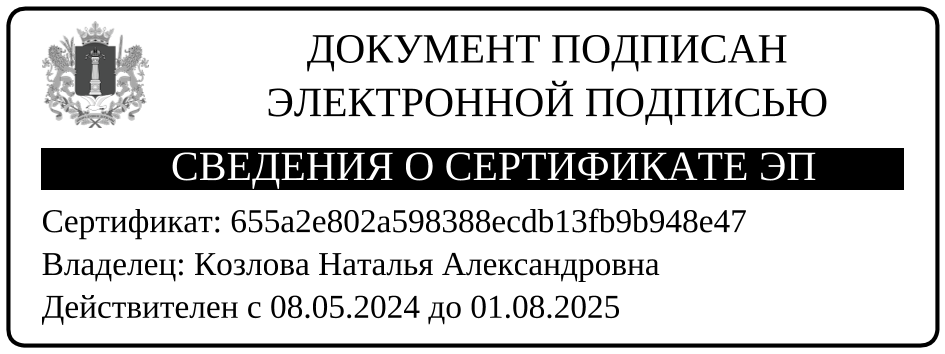 ДОКУМЕНТ ПОДПИСАН
ЭЛЕКТРОННОЙ ПОДПИСЬЮ
СВЕДЕНИЯ О СЕРТИФИКАТЕ ЭП
Сертификат: 655a2e802a598388ecdb13fb9b948e47
Владелец: Козлова Наталья Александровна
Действителен с 08.05.2024 до 01.08.2025